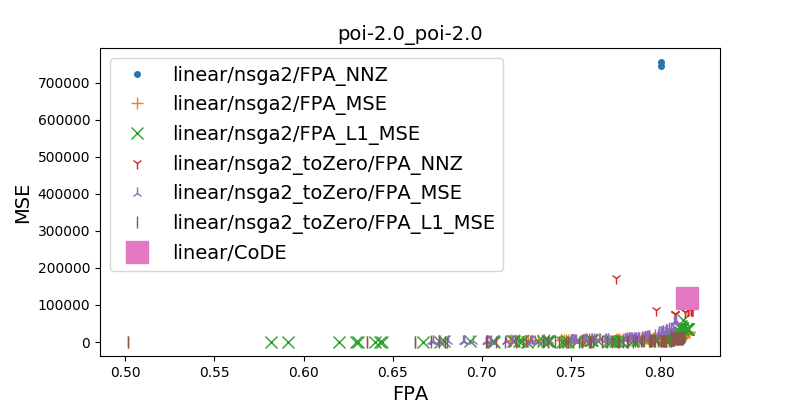 poi-2.0_poi-2.0
MSE
700000
600000
500000
400000
300000
200000
100000
0
linear/nsga2/FPA_NNZ
linear/nsga2/FPA_MSE
linear/nsga2/FPA_L1_MSE
linear/nsga2_toZero/FPA_NNZ
linear/nsga2_toZero/FPA_MSE
linear/nsga2_toZero/FPA_L1_MSE
linear/CoDE
0.50 0.55 0.60 0.65 0.70 0.75 0.80
FPA